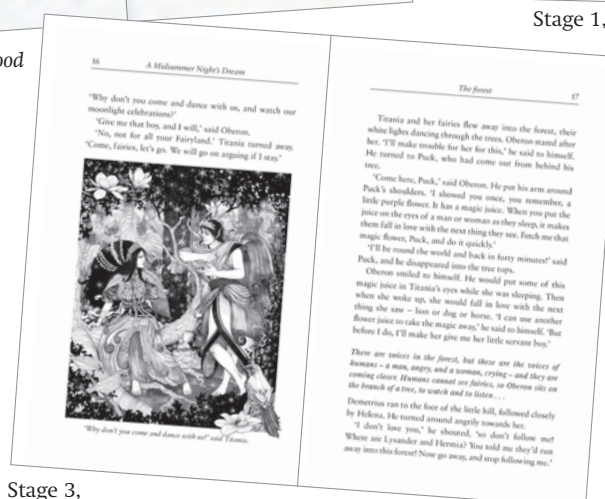 Stage 1,
ood
16
A Midsummer Night's Dream
'Why don't you come and dance with us, and watch our
moonlight celebrations?'
'Give me that boy, and I will,' said Oberon.
'No, not for all your Fairyland.' Titania turned away.
'Come, fairies, let's go. We will go on arguing if I stay.'
'Why don't you come and dance with us?' said Titania.
The forest
17
Titania and her fairies flew away into the forest, their
white lights dancing through the trees. Oberon stared after
her. 'I'll make trouble for her for this,' he said to himself.
He turned to Puck, who had come out from behind his
tree.
'Come here, Puck,' said Oberon. He put his arm around
Puck's shoulders. 'I showed you once, you remember, a
little purple flower. It has a magic juice. When you put the
juice on the eyes of a man or woman as they sleep, it makes
them fall in love with the next thing they see. Fetch me that
magic flower, Puck, and do it quickly.'
'I'll be round the world and back in forty minutes!' said
Puck, and he disappeared into the tree tops.
Oberon smiled to himself. He would put some of this
magic juice in Titania's eyes while she was sleeping. Then
when she woke up, she would fall in love with the next
thing she saw – lion or dog or horse. 'I can use another
flower juice to take the magic away,' he said to himself. 'But
before I do, I'll make her give me her little servant boy.'
There are voices in the forest, but these are the voices of
humans – a man, angry, and a woman, crying – and they are
coming closer. Humans cannot see fairies, so Oberon sits on
the branch of a tree, to watch and to listen . . .
Demetrius ran to the foot of the little hill, followed closely
by Helena. He turned around angrily towards her.
'I don't love you,' he shouted, 'so don't follow me!
Where are Lysander and Hermia? You told me they'd run
away into this forest! Now go away, and stop following me.'
Stage 3,